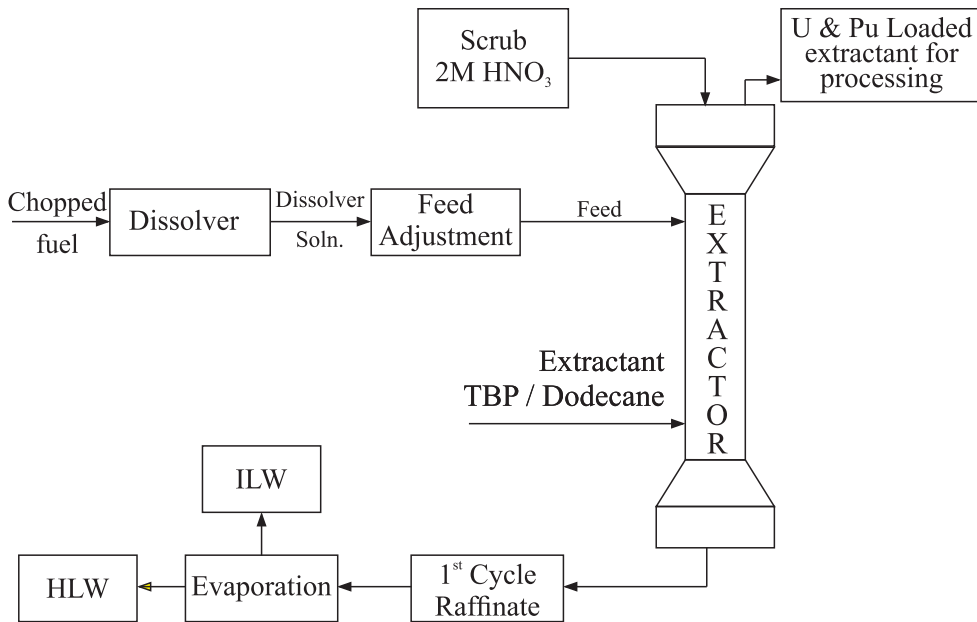 Scrub
2M HNO₃
U & Pu Loaded
extractant for
processing
Chopped
fuel
Dissolver
Dissolver
Soln.
Feed
Adjustment
Feed
EXTRACTOR
Extractant
TBP / Dodecane
ILW
HLW
Evaporation
1ˢᵗ Cycle
Raffinate